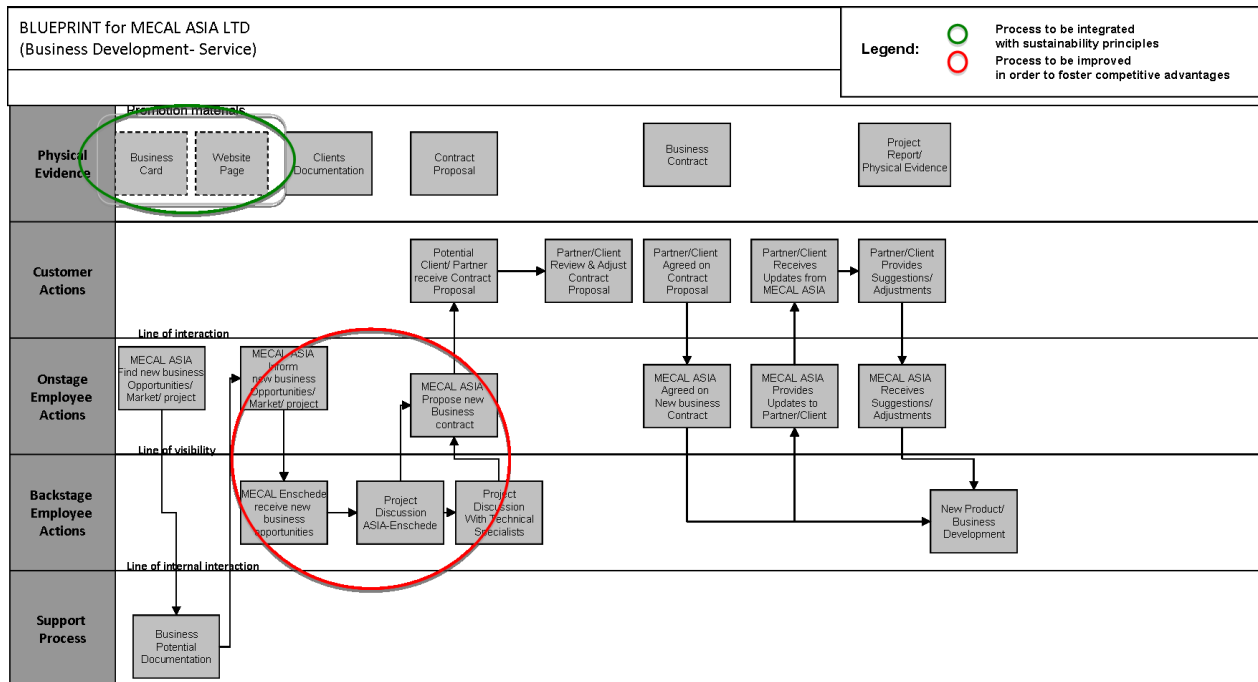 BLUEPRINT for MECAL ASIA LTD
(Business Development- Service)
Legend:
Process to be integrated
with sustainability principles
Process to be improved
in order to foster competitive advantages
Physical
Evidence
Promotion materials
Business
Card
Website
Page
Clients
Documentation
Contract
Proposal
Business
Contract
Project
Report/
Physical Evidence
Customer
Actions
Potential
Client/ Partner
receive Contract
Proposal
Partner/Client
Review & Adjust
Contract
Proposal
Partner/Client
Agreed on
Contract
Proposal
Partner/Client
Receives
Updates from
MECAL ASIA
Partner/Client
Provides
Suggestions/
Adjustments
Line of interaction
Onstage
Employee
Actions
MECAL ASIA
Find new business
Opportunities/
Market/ project
MECAL ASIA
Inform
new business
Opportunities/
Market/ project
MECAL ASIA
Propose new
Business
contract
MECAL ASIA
Agreed on
New business
Contract
MECAL ASIA
Provides
Updates to
Partner/Client
MECAL ASIA
Receives
Suggestions/
Adjustments
Line of visibility
Backstage
Employee
Actions
MECAL Enschede
receive new
business
opportunities
Project
Discussion
ASIA-Enschede
Project
Discussion
With Technical
Specialists
New Product/
Business
Development
Line of internal interaction
Support
Process
Business
Potential
Documentation